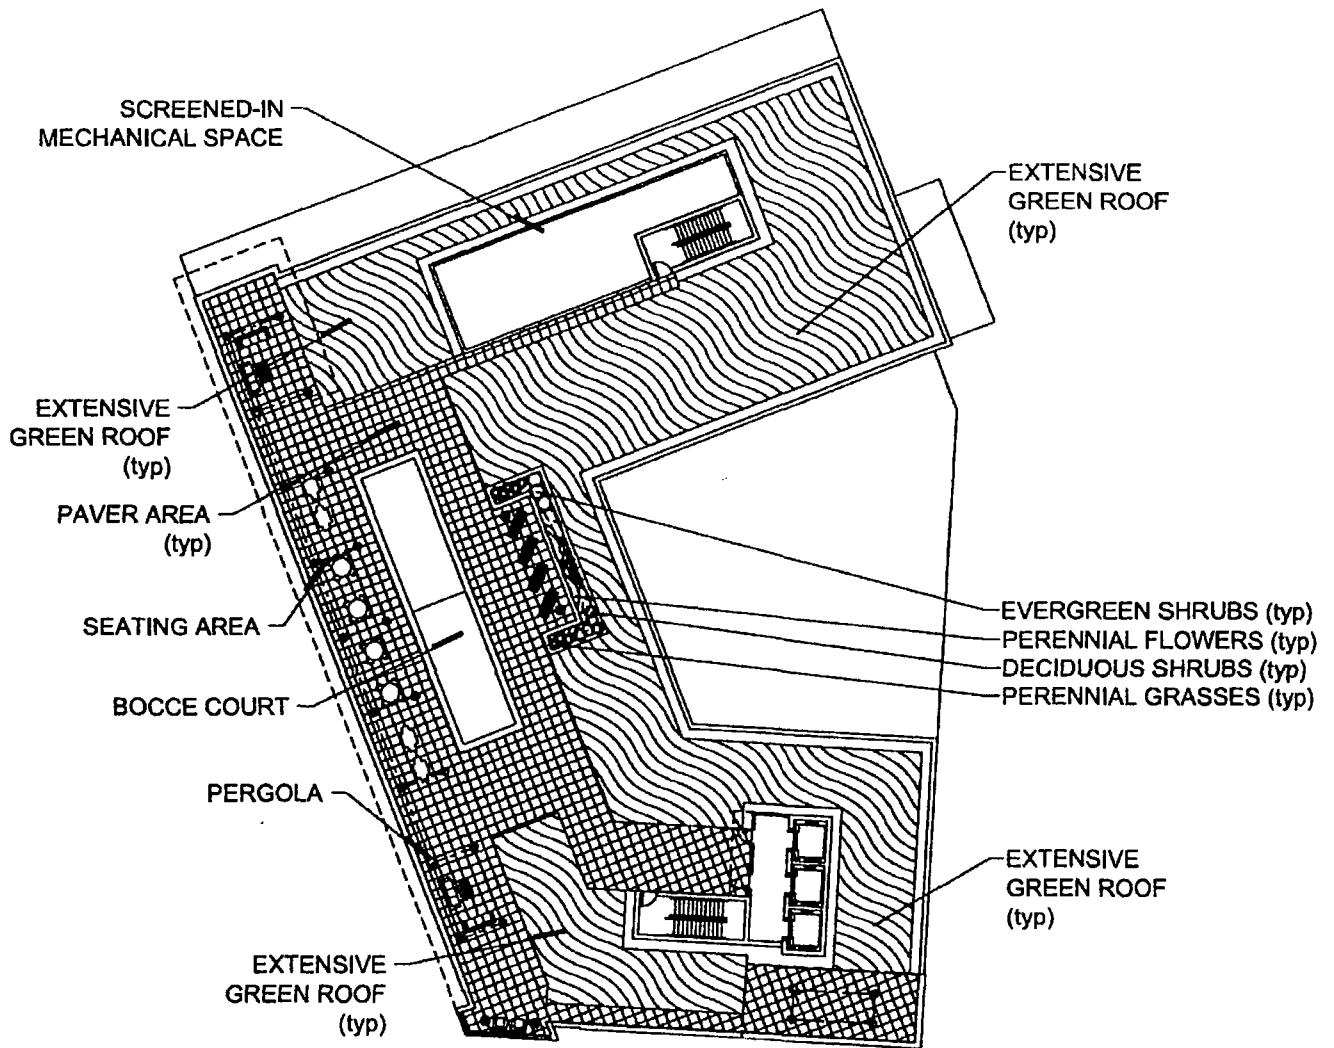 SCREENED-IN
MECHANICAL SPACE
EXTENSIVE
GREEN ROOF
(typ)
EXTENSIVE
GREEN ROOF
(typ)
PAVER AREA
(typ)
SEATING AREA
BOCCE COURT
PERGOLA
EVERGREEN SHRUBS (typ)
PERENNIAL FLOWERS (typ)
DECIDUOUS SHRUBS (typ)
PERENNIAL GRASSES (typ)
EXTENSIVE
GREEN ROOF
(typ)
EXTENSIVE
GREEN ROOF
(typ)